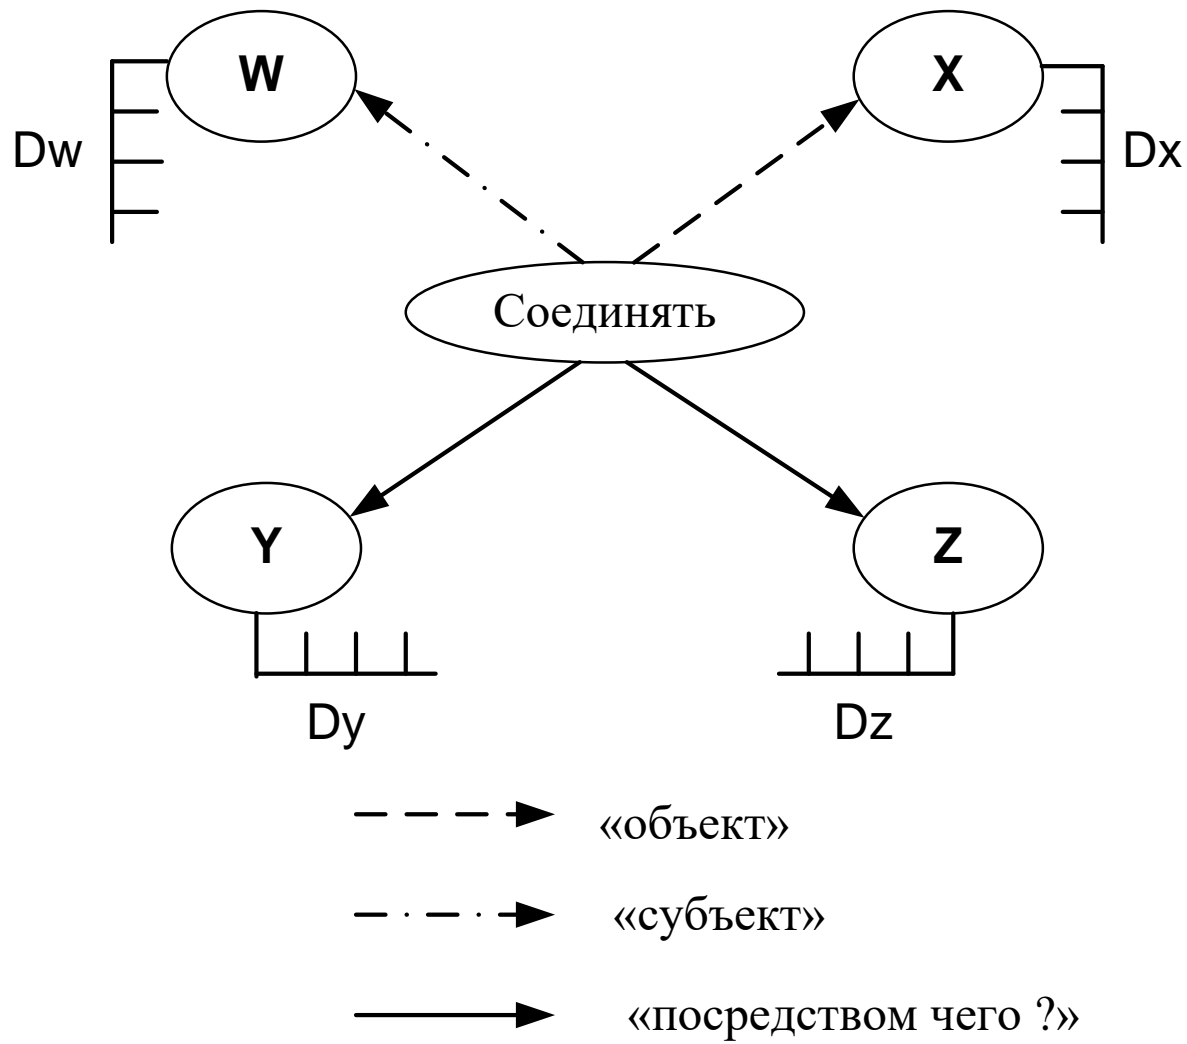 W
X
Dw
Dx
Соединять
Y
Z
Dy
Dz
«объект»
«субъект»
«посредством чего ?»